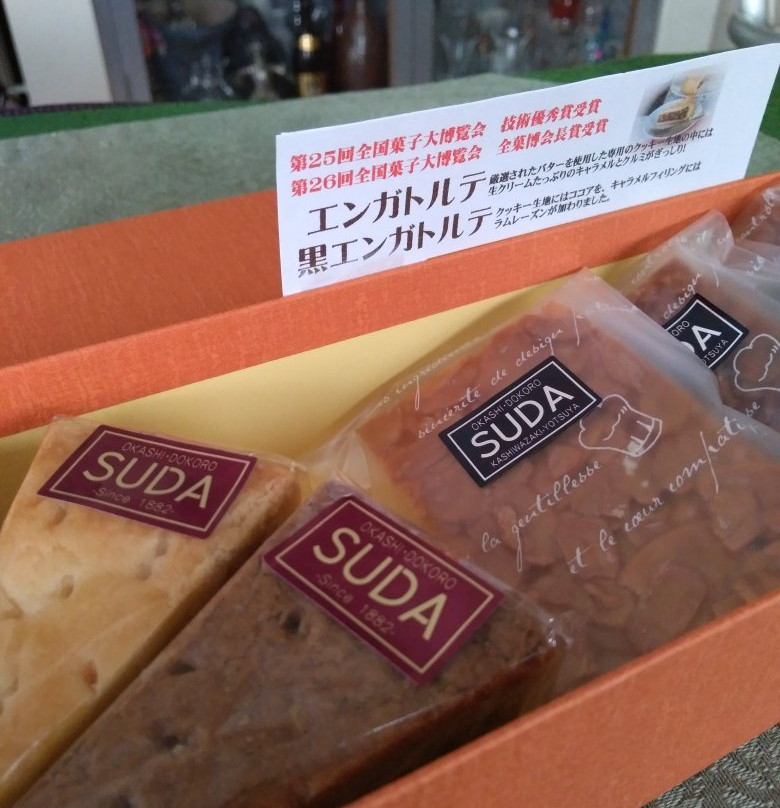 第25回全国菓子大博覧会 技術優秀賞受賞
第26回全国菓子大博覧会 全菓博会長賞受賞
エンガトルテ
厳選されたバターを使用した専用のクッキー生地の中には
生クリームたっぷりのキャラメルとクルミがぎっしり!
黒エンガトルテ
クッキー生地にはココアを、キャラメルフィリングには
ラムレーズンが加わりました。
OKASHI・DOKORO
SUDA
-Since 1882-
OKASHI・DOKORO
SUDA
-Since 1882-
OKASHI・DOKORO
SUDA
KASHIWAZAKI・YOTSUYA
sincérité de design
la gentillesse
et le cœur
DOKORO
DA
YOTSUYA